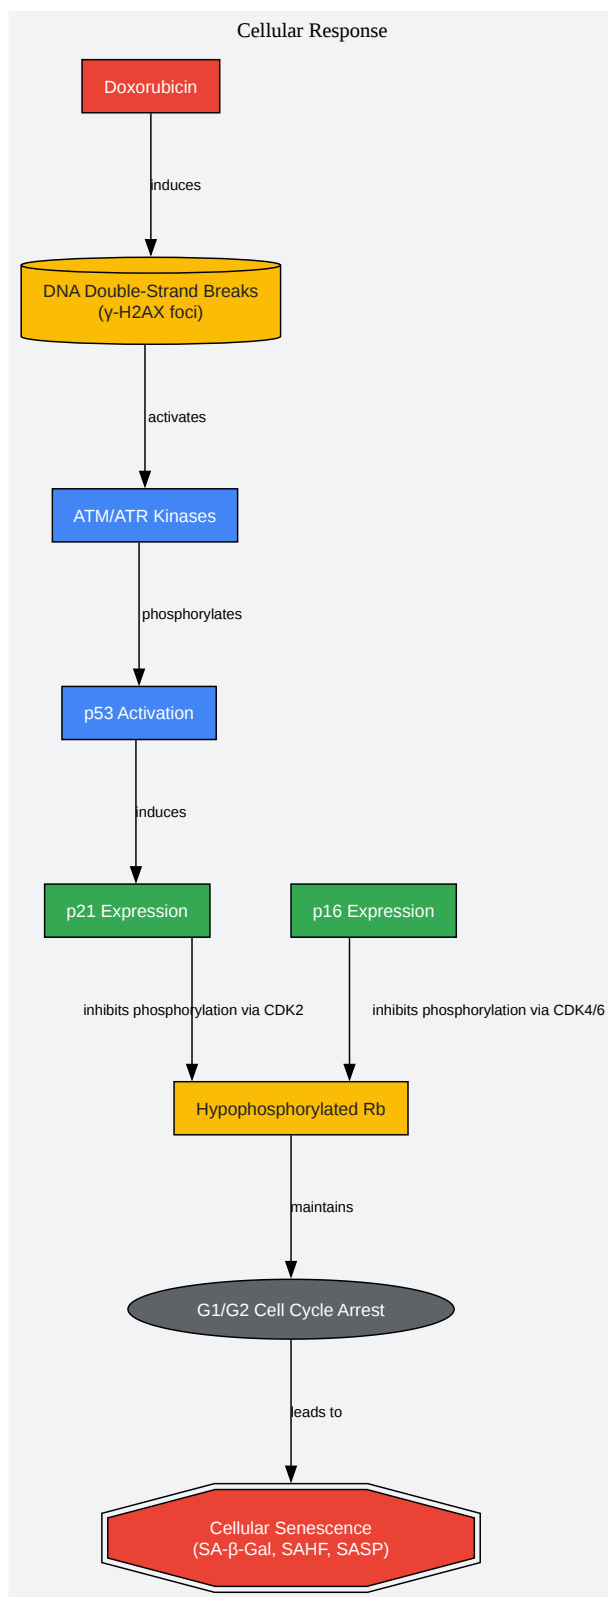 Cellular Response
Doxorubicin
induces
DNA Double-Strand Breaks
(γ-H2AX foci)
activates
ATM/ATR Kinases
phosphorylates
p53 Activation
induces
p21 Expression
p16 Expression
inhibits phosphorylation via CDK2
inhibits phosphorylation via CDK4/6
Hypophosphorylated Rb
maintains
G1/G2 Cell Cycle Arrest
leads to
Cellular Senescence
(SA-β-Gal, SAHF, SASP)